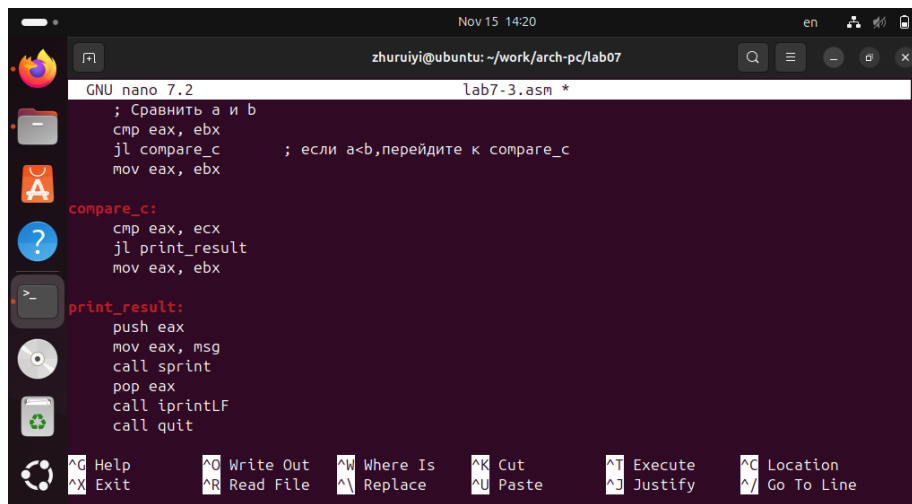 Nov 15 14:20
en
zhuruiyi@ubuntu: ~/work/arch-pc/lab07
GNU nano 7.2 lab7-3.asm *
; Сравнить a и b
cmp eax, ebx
jl compare_c ; если a<b,перейдите к compare_c
mov eax, ebx
compare_c:
cmp eax, ecx
jl print_result
mov eax, ebx
print_result:
push eax
mov eax, msg
call sprint
pop eax
call iprintLF
call quit
^G Help ^O Write Out ^W Where Is ^K Cut ^T Execute ^C Location
^X Exit ^R Read File ^\ Replace ^U Paste ^J Justify ^/ Go To Line